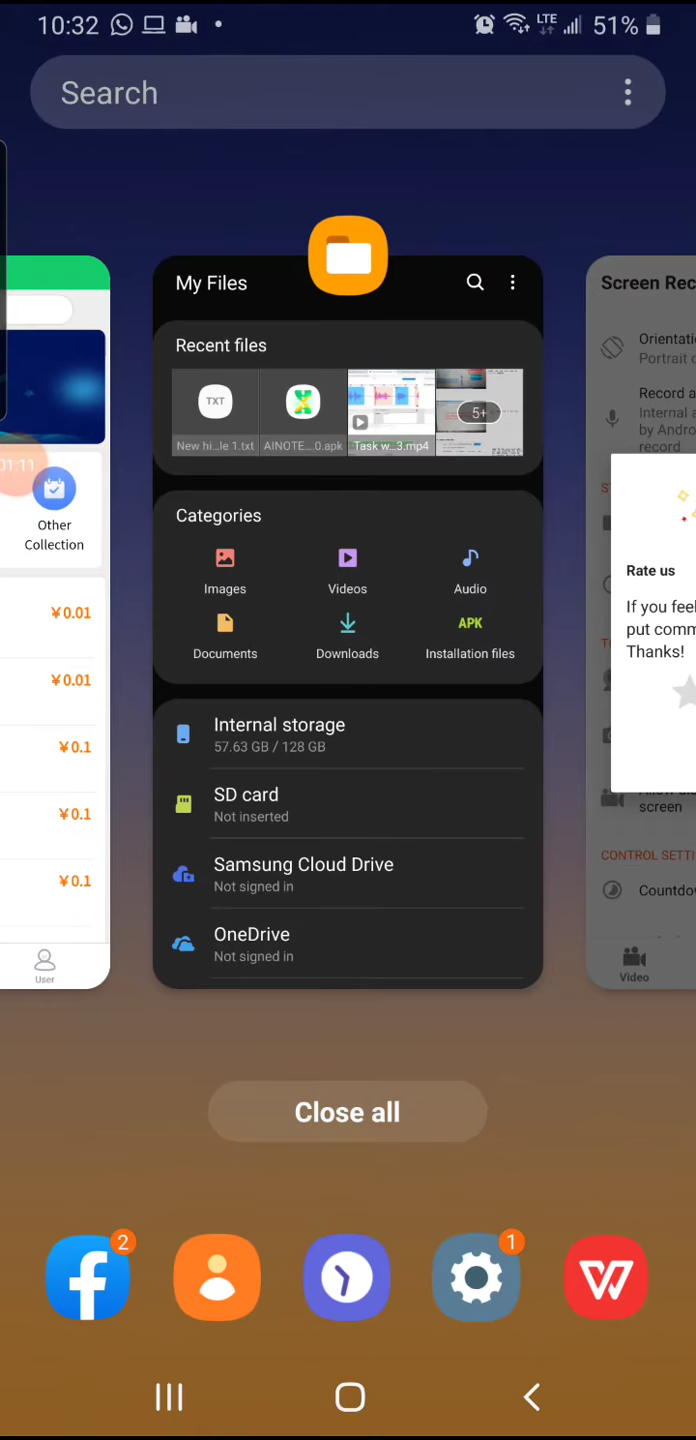 10:32
LTE
51%
Search
My Files
Recent files
TXT
New hi...le 1.txt
AINOTE...0.apk
Task w...3.mp4
5+
Categories
Images
Videos
Audio
APK
Documents
Downloads
Installation files
Internal storage
57.63 GB / 128 GB
SD card
Not inserted
Samsung Cloud Drive
Not signed in
OneDrive
Not signed in
01:11
Other
Collection
￥0.01
￥0.01
￥0.1
￥0.1
￥0.1
User
Screen Rec
Orientati
Portrait
Record a
Internal a
by Andro
record
Rate us
If you feel
put comm
Thanks!
screen
CONTROL SETTI
Countdo
Video
Close all
2
1